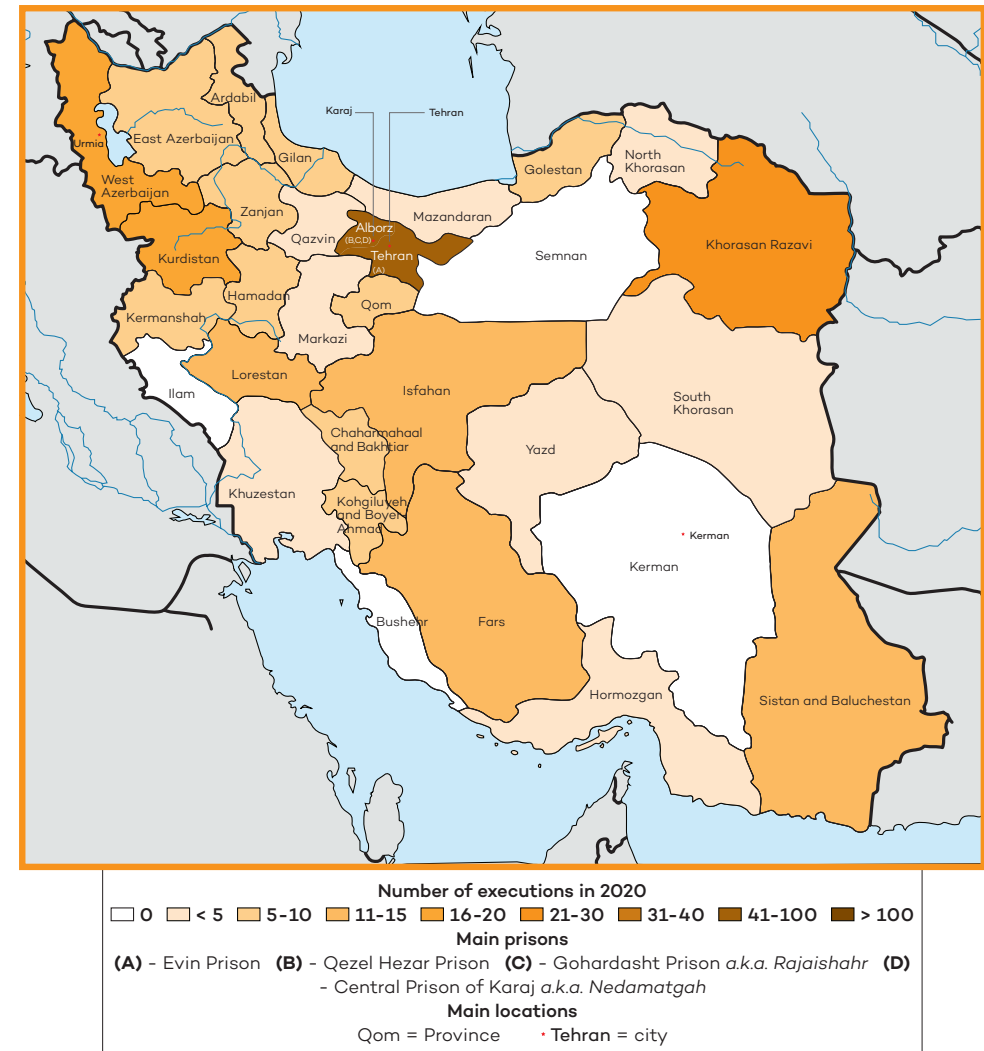 Karaj
Tehran
Ardabil
Urmia
East Azerbaijan
Gilan
Golestan
North
Khorasan
West
Azerbaijan
Zanjan
Mazandaran
Qazvin
Alborz
(B,C,D)
Tehran
(A)
Semnan
Khorasan Razavi
Kurdistan
Hamadan
Qom
Kermanshah
Markazi
Lorestan
Ilam
Isfahan
South
Khorasan
Chaharmahaal
and Bakhtiar
Yazd
Khuzestan
Kohgiluyeh
and Boyer-
Ahmad
Kerman
Kerman
Bushehr
Fars
Hormozgan
Sistan and Baluchestan
Number of executions in 2020
0 < 5 5-10 11-15 16-20 21-30 31-40 41-100 > 100
Main prisons
(A) - Evin Prison (B) - Qezel Hezar Prison (C) - Gohardasht Prison a.k.a. Rajaishahr (D)
- Central Prison of Karaj a.k.a. Nedamatgah
Main locations
Qom = Province * Tehran = city